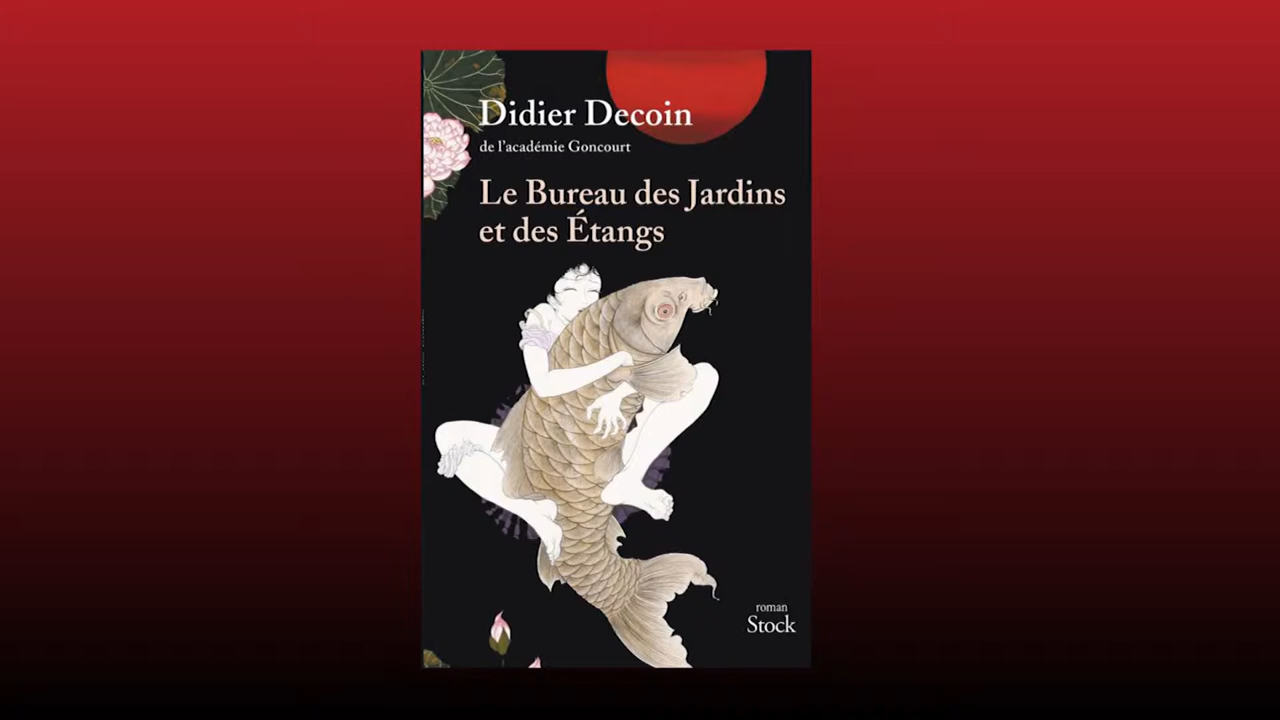 Didier Decoin
de l'académie Goncourt
Le Bureau des Jardins
et des Étangs
roman
Stock